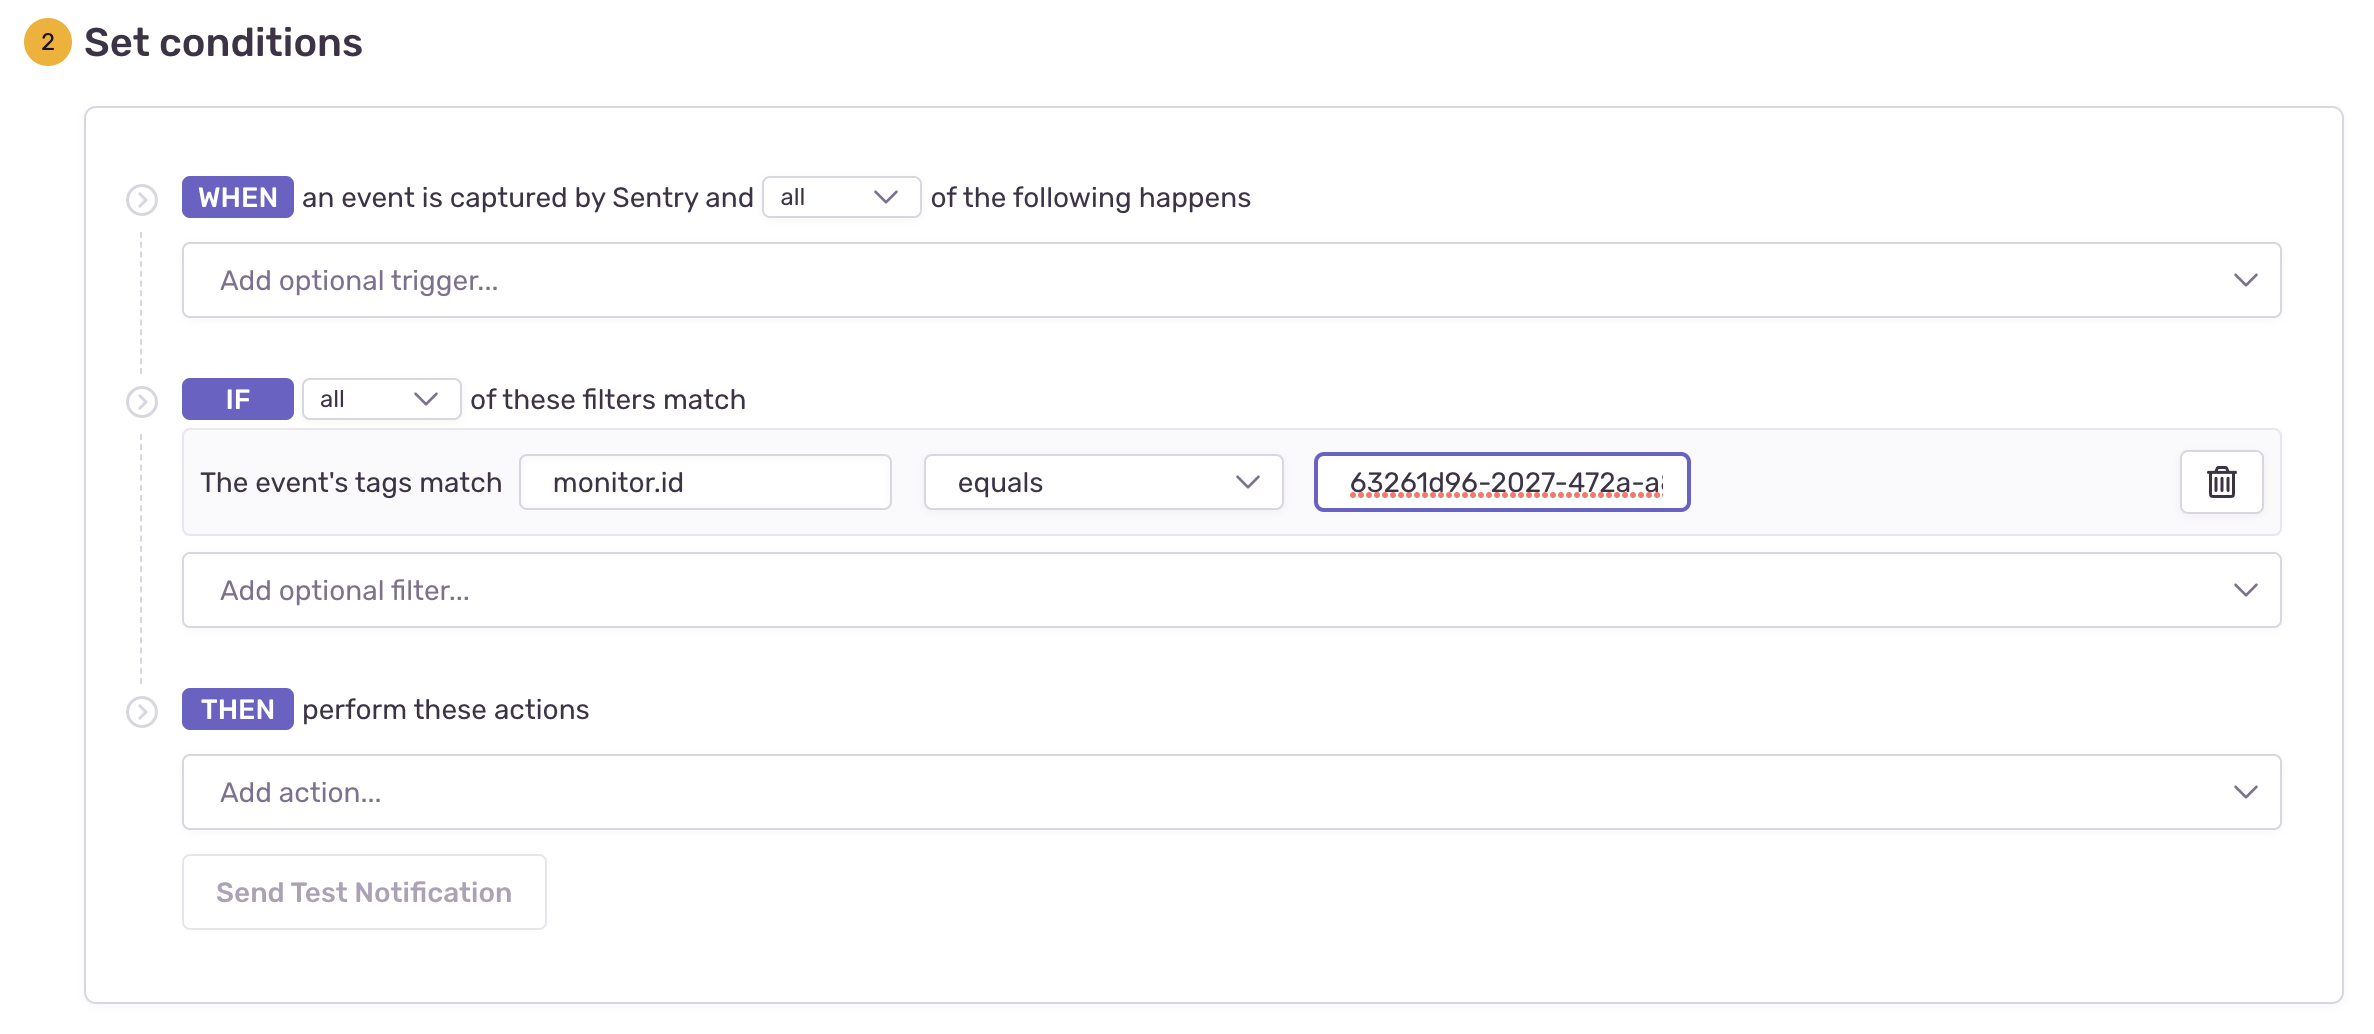 2 Set conditions
WHEN an event is captured by Sentry and all of the following happens
Add optional trigger...
IF all of these filters match
The event's tags match monitor.id equals 63261d96-2027-472a-a
Add optional filter...
THEN perform these actions
Add action...
Send Test Notification